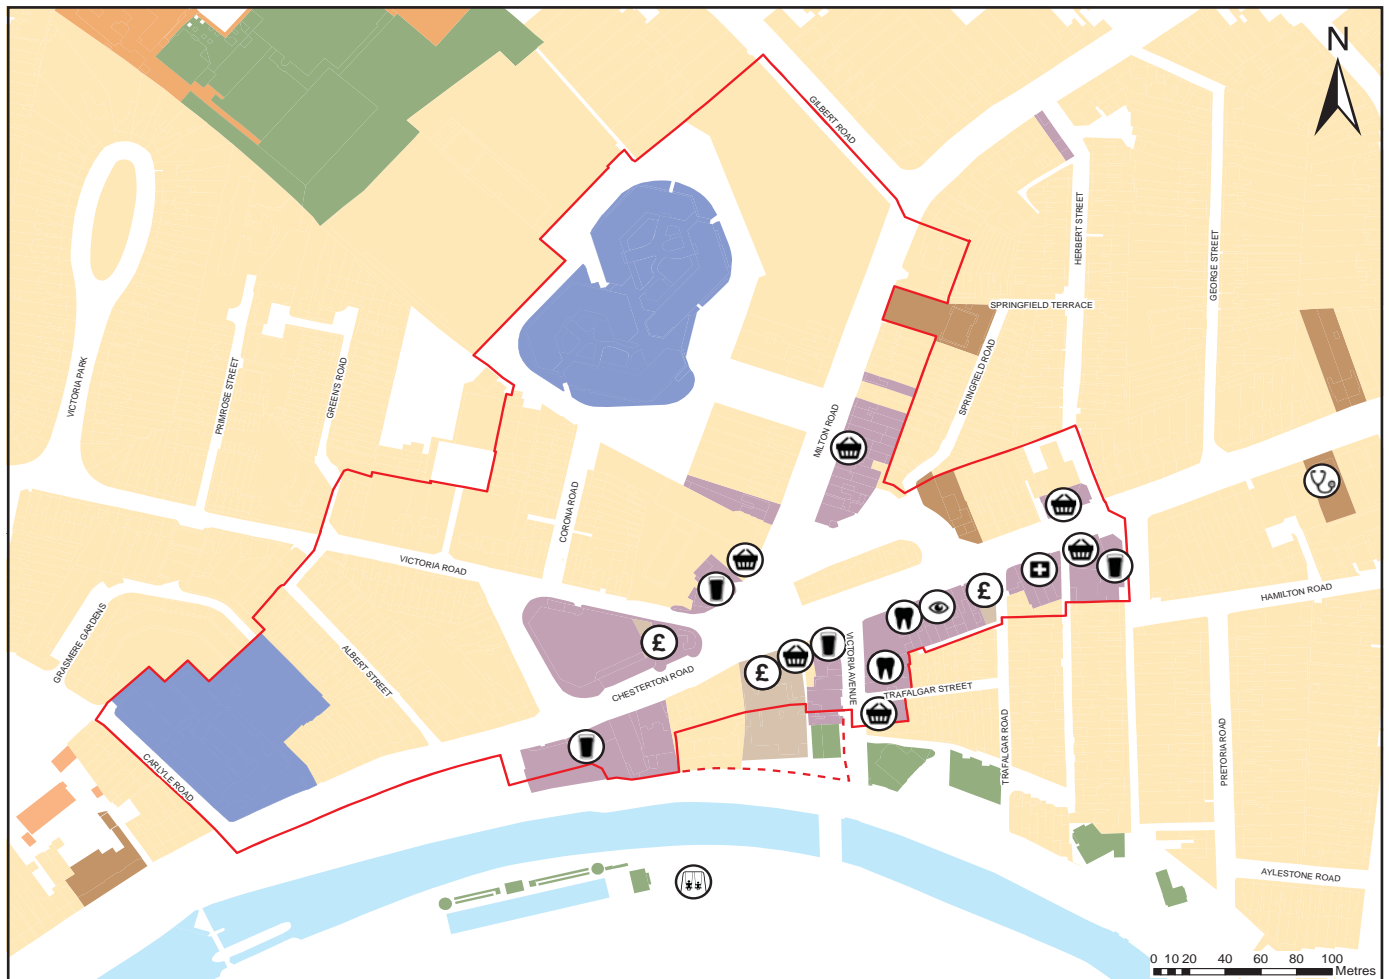 N
GILBERT ROAD
HERBERT STREET
GEORGE STREET
SPRINGFIELD TERRACE
SPRINGFIELD ROAD
VICTORIA PARK
PRIMROSE STREET
GREEN'S ROAD
MILTON ROAD
CORONA ROAD
VICTORIA ROAD
HAMILTON ROAD
GRASMERE GARDENS
ALBERT STREET
£
£
£
CHESTERTON ROAD
VICTORIA AVENUE
TRAFALGAR STREET
TRAFALGAR ROAD
PRETORIA ROAD
CARLYLE ROAD
AYLESTONE ROAD
0 10 20 40 60 80 100
Metres